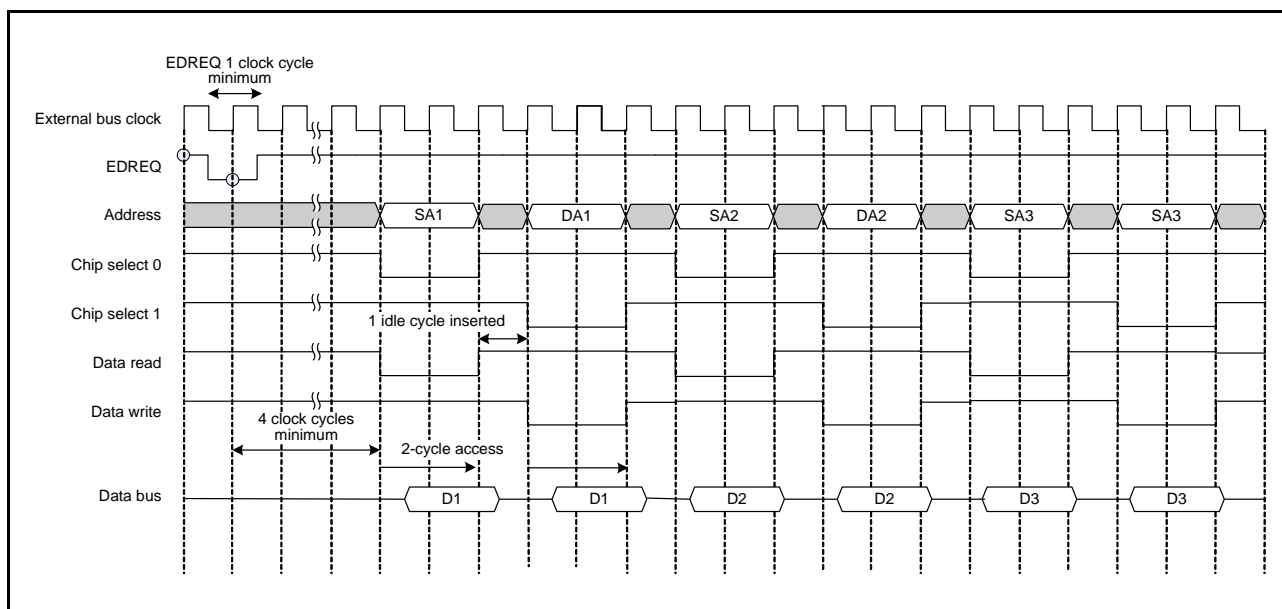 EDREQ 1 clock cycle
minimum
External bus clock
EDREQ
Address
SA1
DA1
SA2
DA2
SA3
SA3
Chip select 0
Chip select 1
1 idle cycle inserted
Data read
Data write
4 clock cycles
minimum
2-cycle access
Data bus
D1
D1
D2
D2
D3
D3